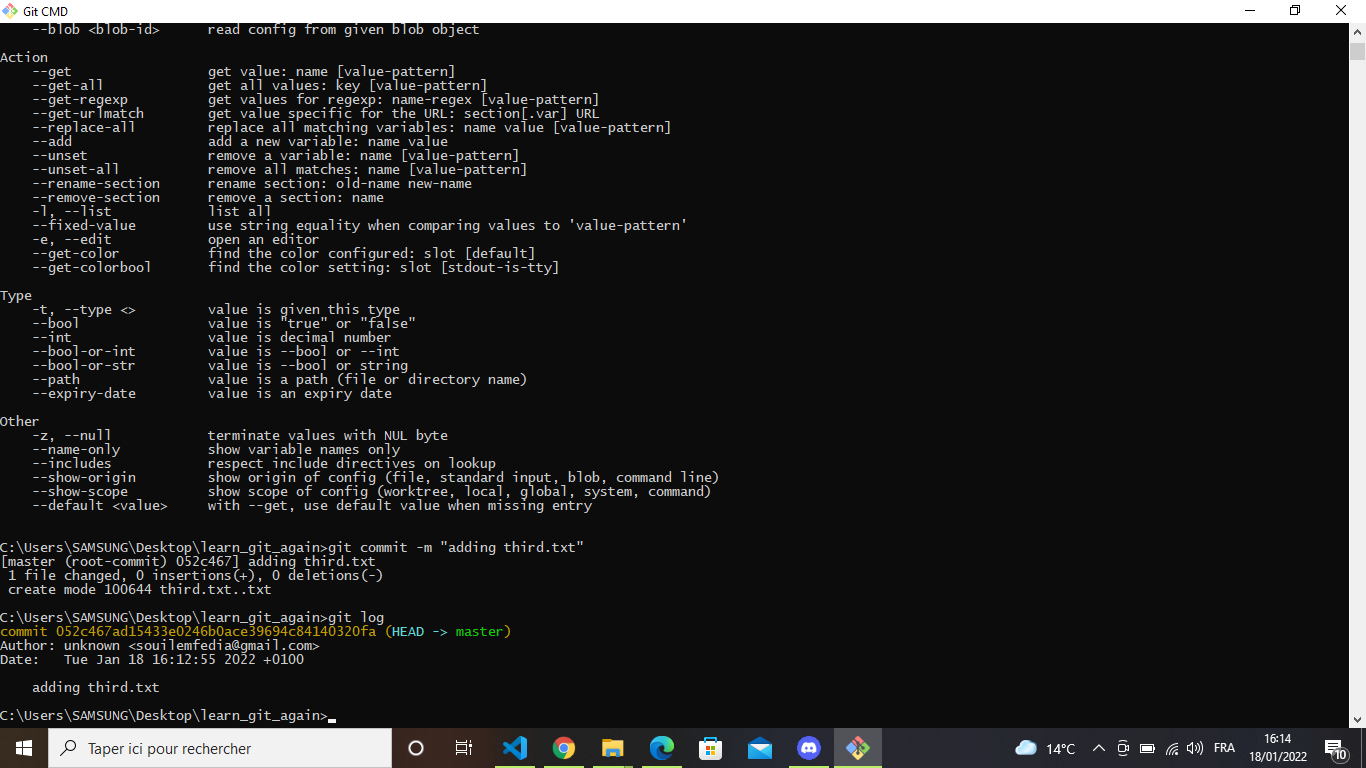 Git CMD
--blob <blob-id> read config from given blob object
Action
--get get value: name [value-pattern]
--get-all get all values: key [value-pattern]
--get-regexp get values for regexp: name-regex [value-pattern]
--get-urlmatch get value specific for the URL: section[.var] URL
--replace-all replace all matching variables: name value [value-pattern]
--add add a new variable: name value
--unset remove a variable: name [value-pattern]
--unset-all remove all matches: name [value-pattern]
--rename-section rename section: old-name new-name
--remove-section remove a section: name
-l, --list list all
--fixed-value use string equality when comparing values to 'value-pattern'
-e, --edit open an editor
--get-color find the color configured: slot [default]
--get-colorbool find the color setting: slot [stdout-is-tty]
Type
-t, --type <> value is given this type
--bool value is "true" or "false"
--int value is decimal number
--bool-or-int value is --bool or --int
--bool-or-str value is --bool or string
--path value is a path (file or directory name)
--expiry-date value is an expiry date
Other
-z, --null terminate values with NUL byte
--name-only show variable names only
--includes respect include directives on lookup
--show-origin show origin of config (file, standard input, blob, command line)
--show-scope show scope of config (worktree, local, global, system, command)
--default <value> with --get, use default value when missing entry
C:\Users\SAMSUNG\Desktop\learn_git_again>git commit -m "adding third.txt"
[master (root-commit) 052c467] adding third.txt
1 file changed, 0 insertions(+), 0 deletions(-)
create mode 100644 third.txt..txt
C:\Users\SAMSUNG\Desktop\learn_git_again>git log
commit 052c467ad15433e0246b0ace39694c84140320fa (HEAD -> master)
Author: unknown <souilemfedia@gmail.com>
Date: Tue Jan 18 16:12:55 2022 +0100
adding third.txt
C:\Users\SAMSUNG\Desktop\learn_git_again>
Taper ici pour rechercher
14°C
FRA
16:14
18/01/2022
10